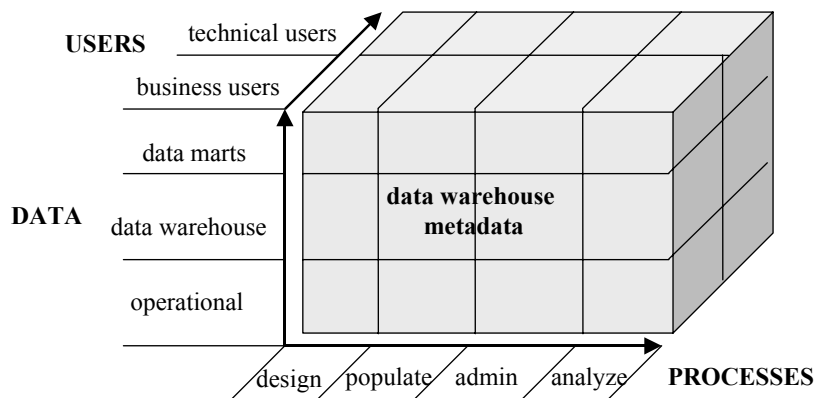 technical users
USERS
business users
data marts
data warehouse
metadata
DATA
data warehouse
operational
design populate admin analyze PROCESSES